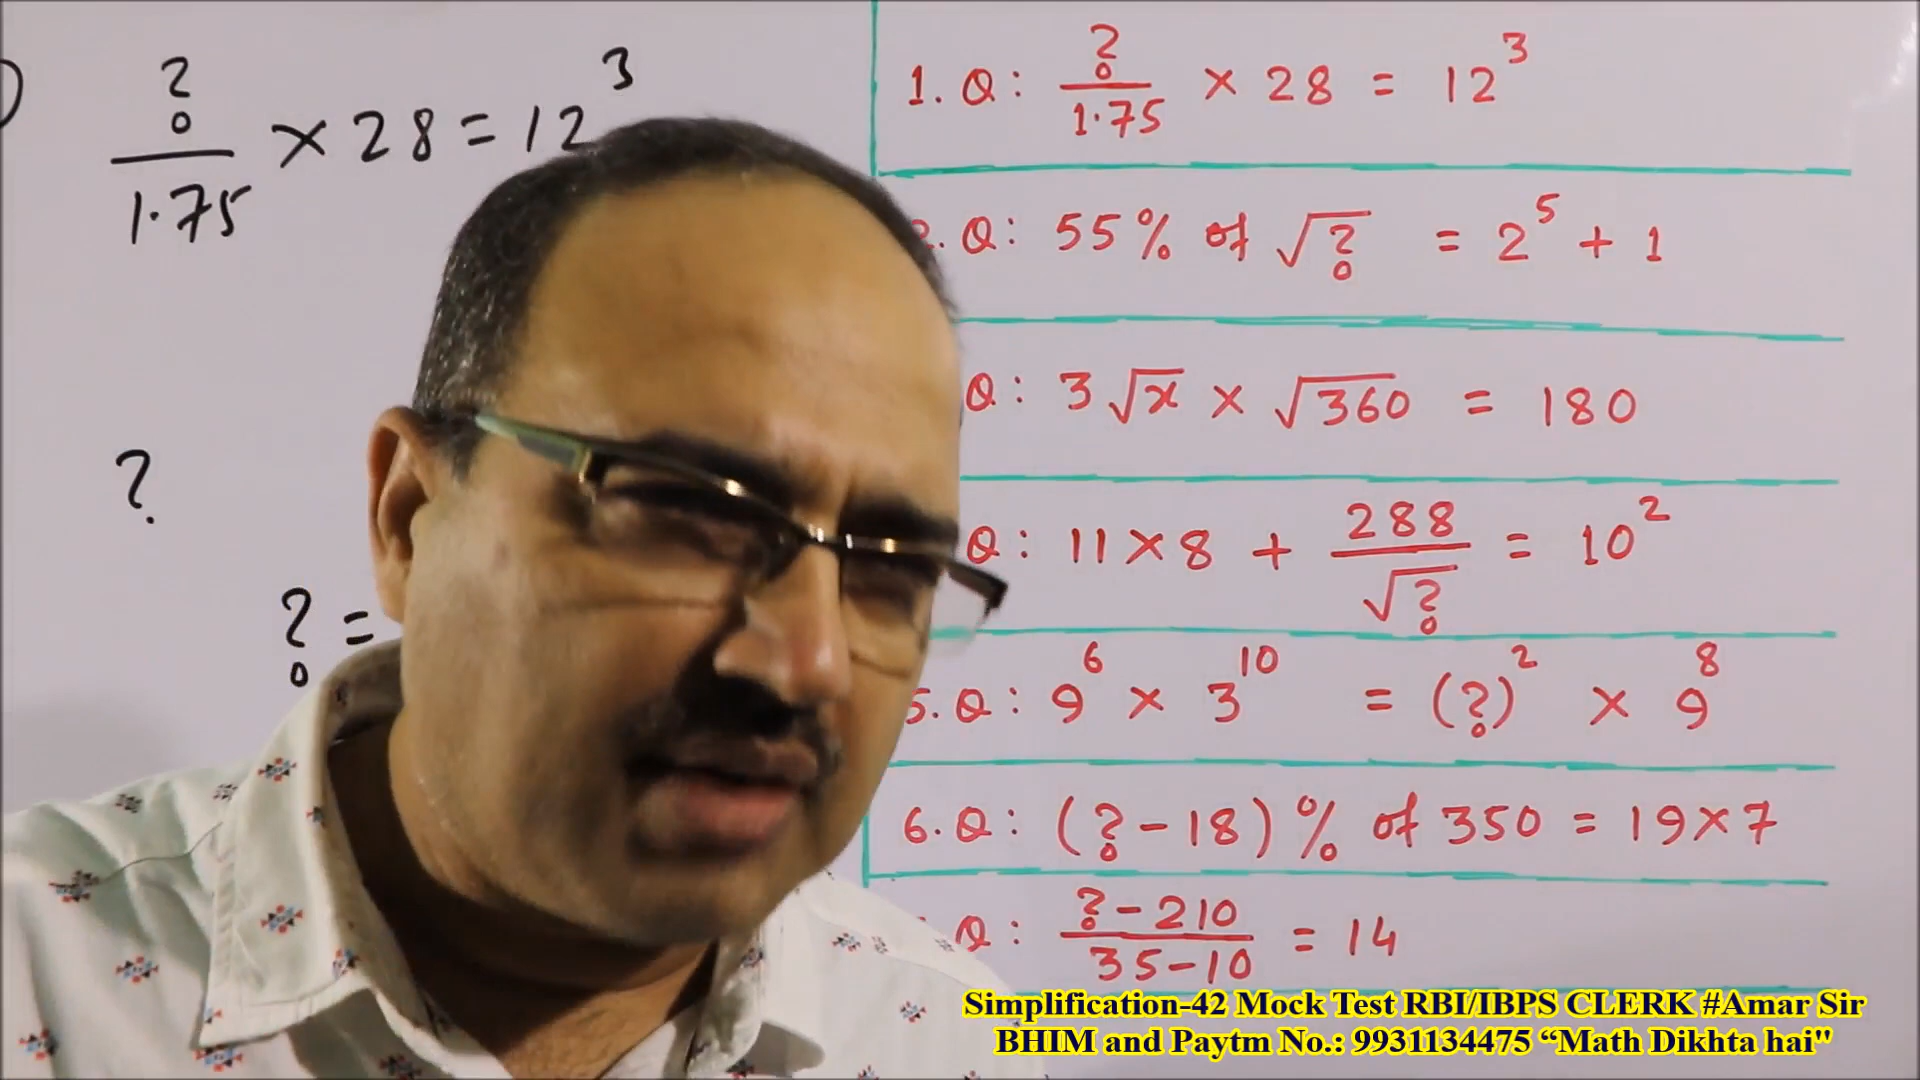 ?/1.75 × 28 = 12³
?
? =
1. Q: ?/1.75 × 28 = 12³
2. Q: 55% of √? = 2⁵ + 1
Q: 3√x × √360 = 180
Q: 11 × 8 + 288/√? = 10²
5. Q: 9⁶ × 3¹⁰ = (?)² × 9⁸
6. Q: (? - 18)% of 350 = 19 × 7
Q: ? - 210/35 - 10 = 14
Simplification-42 Mock Test RBI/IBPS CLERK #Amar Sir
BHIM and Paytm No.: 9931134475 “Math Dikhta hai"